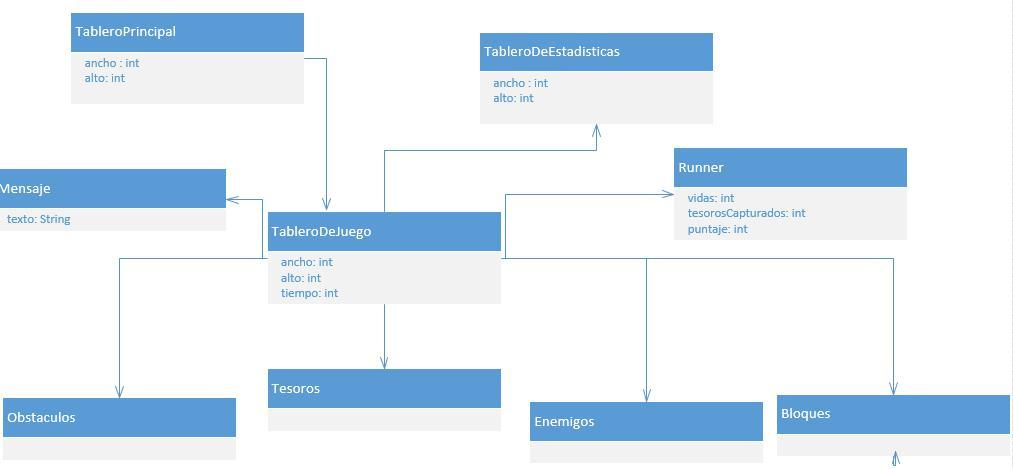 TableroPrincipal
ancho : int
alto: int
TableroDeEstadisticas
ancho : int
alto: int
Mensaje
texto: String
Runner
vidas: int
tesorosCapturados: int
puntaje: int
TableroDeJuego
ancho: int
alto: int
tiempo: int
Obstaculos
Tesoros
Enemigos
Bloques